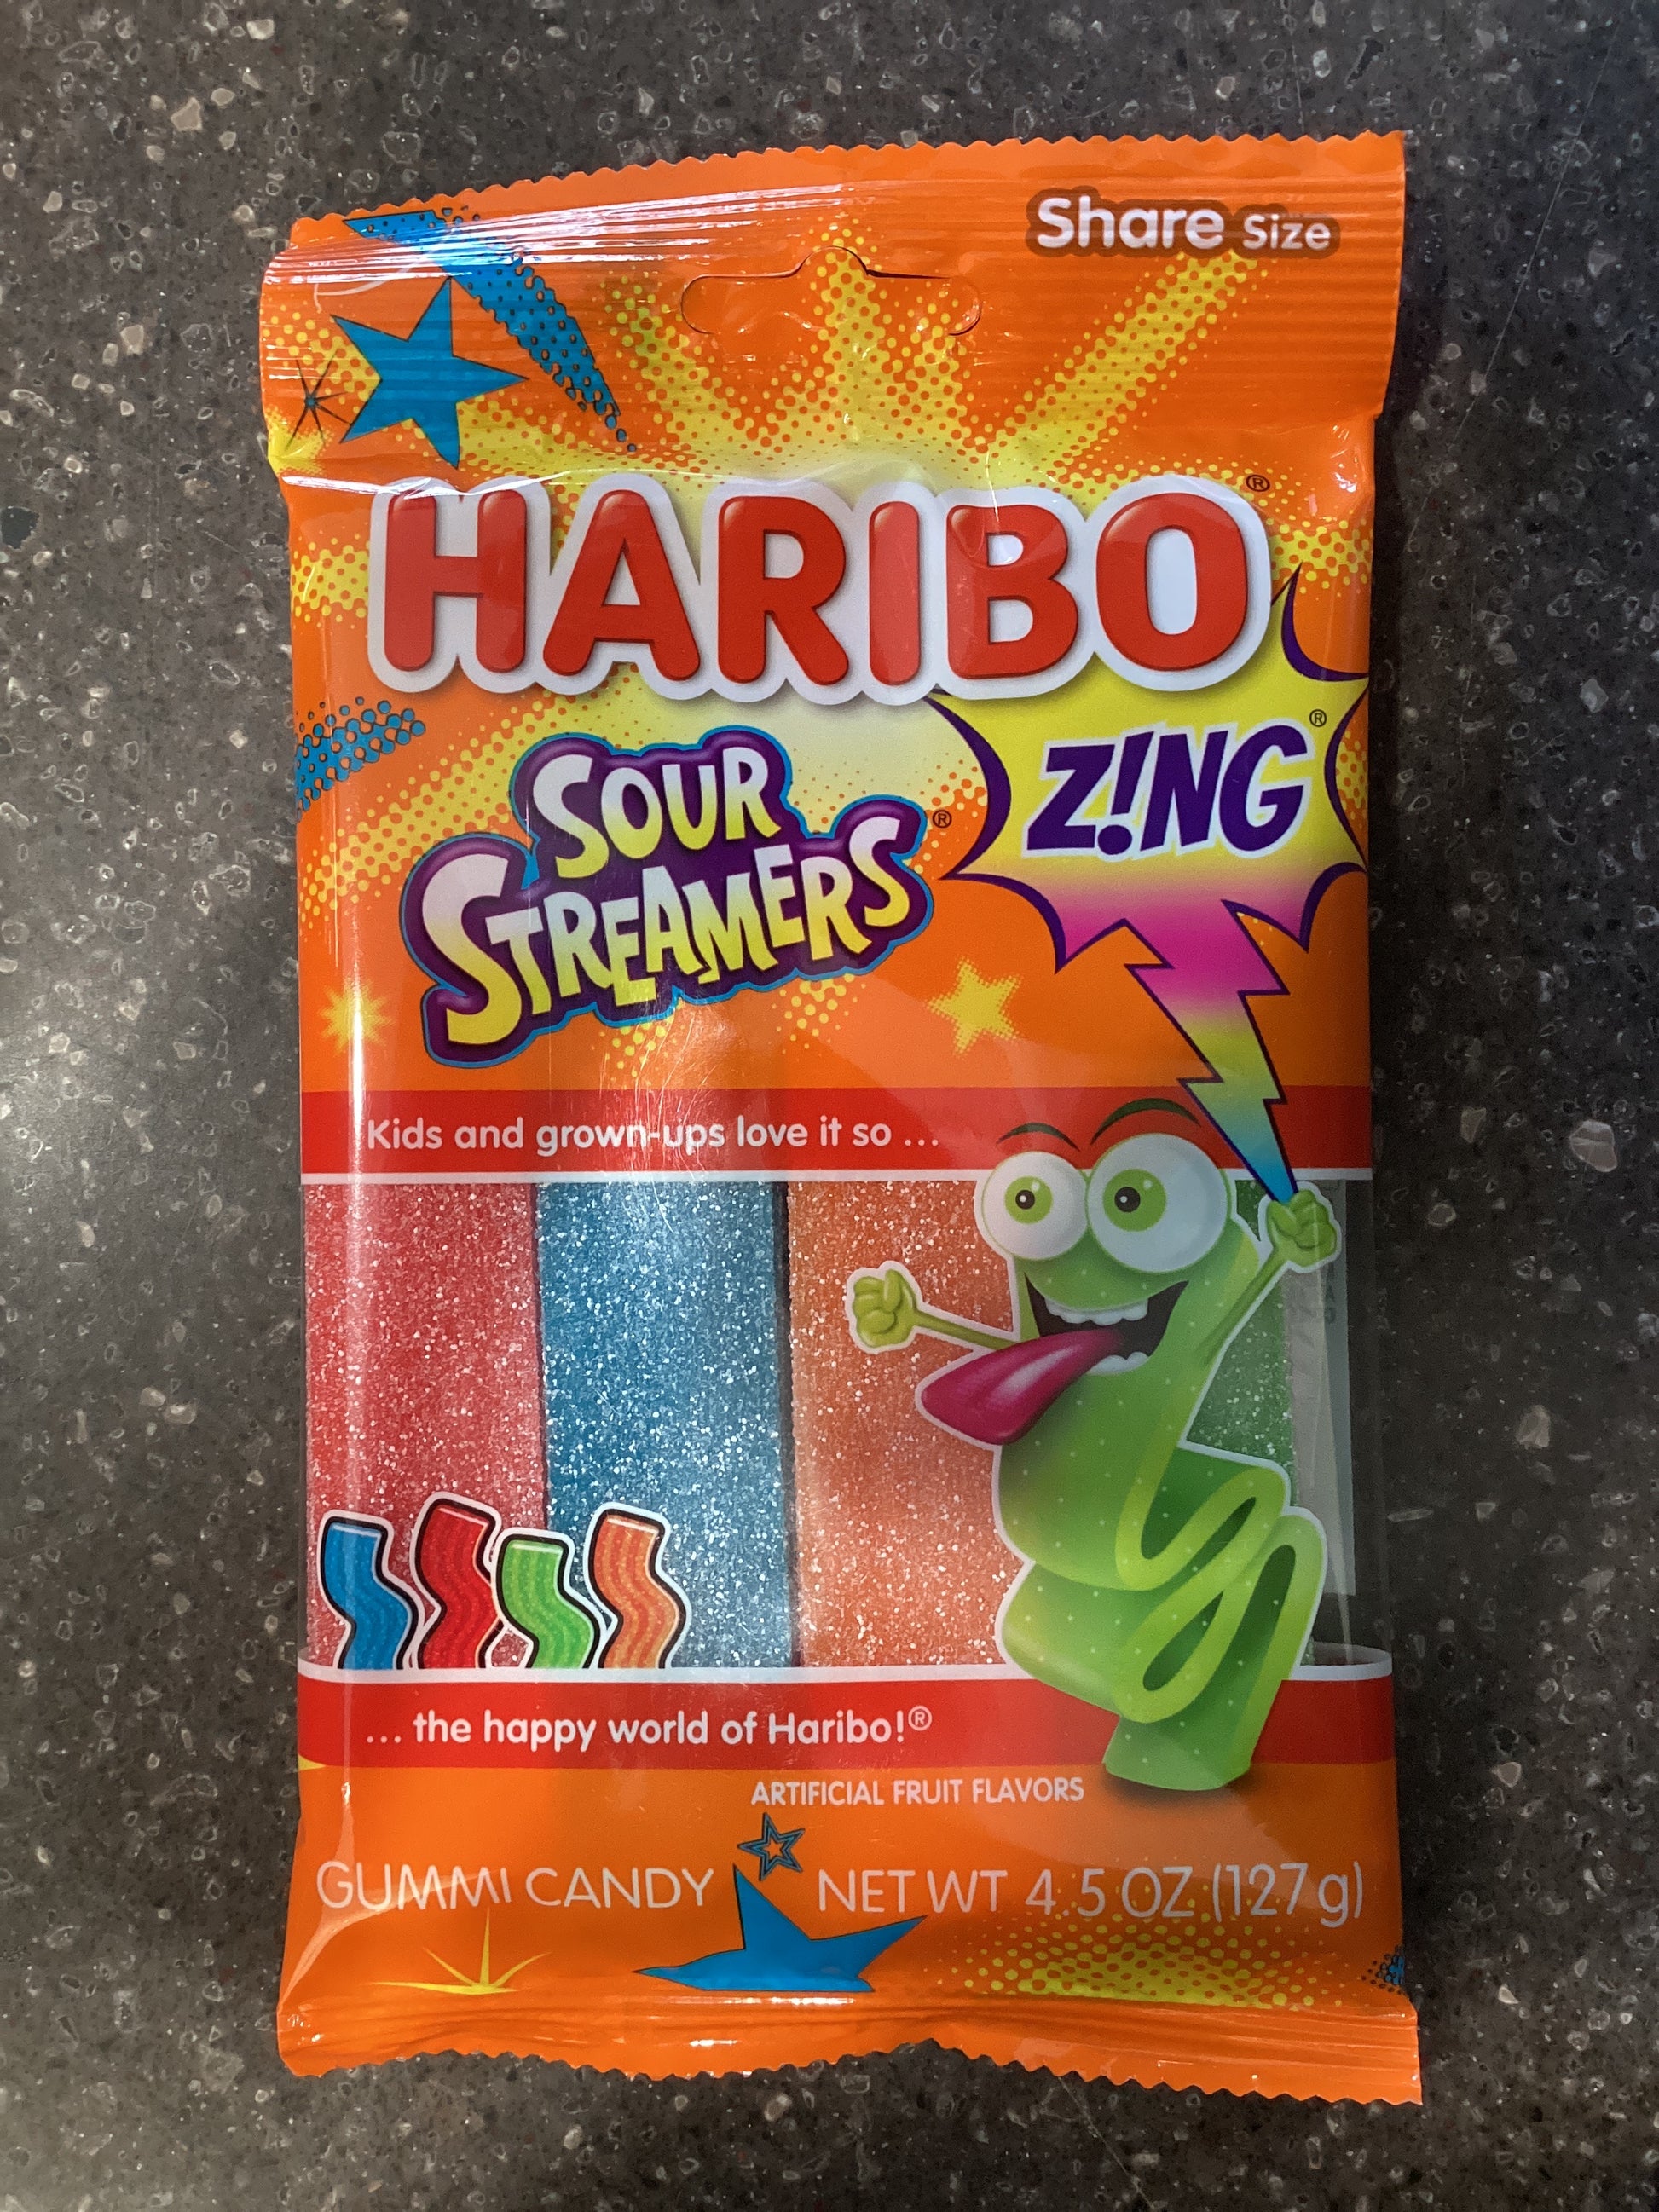 Share Size
HARIBO®
SOUR
STREAMERS®
Z!NG®
Kids and grown-ups love it so ...
... the happy world of Haribo!®
ARTIFICIAL FRUIT FLAVORS
GUMMI CANDY NET WT 4.5 OZ (127 g)